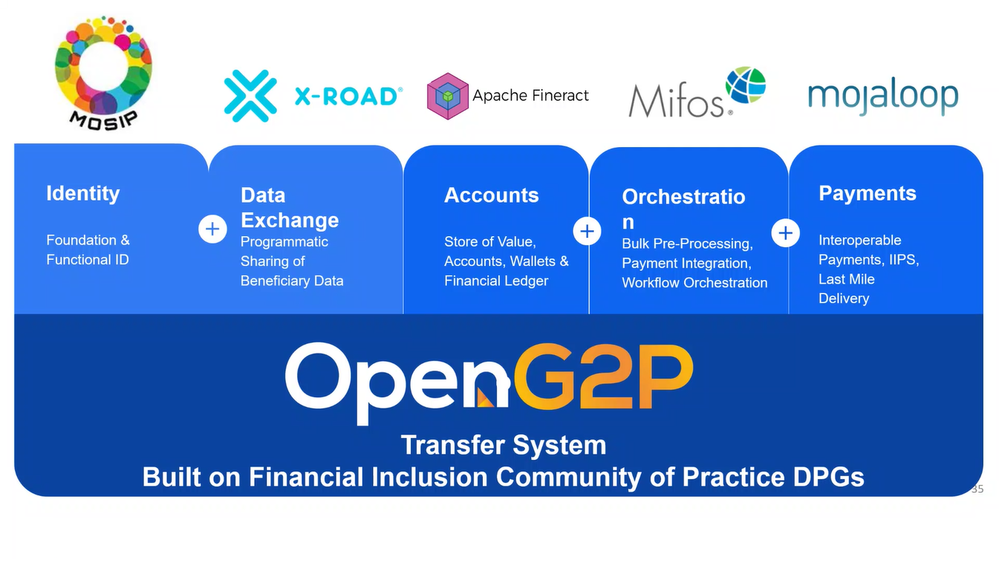 MOSIP
X-ROAD®
Apache Fineract
Mifos®
mojaloop
Identity
Foundation &
Functional ID
Data
Exchange
Programmatic
Sharing of
Beneficiary Data
Accounts
Store of Value,
Accounts, Wallets &
Financial Ledger
Orchestratio
n
Bulk Pre-Processing,
Payment Integration,
Workflow Orchestration
Payments
Interoperable
Payments, IIPS,
Last Mile
Delivery
OpenG2P
Transfer System
Built on Financial Inclusion Community of Practice DPGs
35